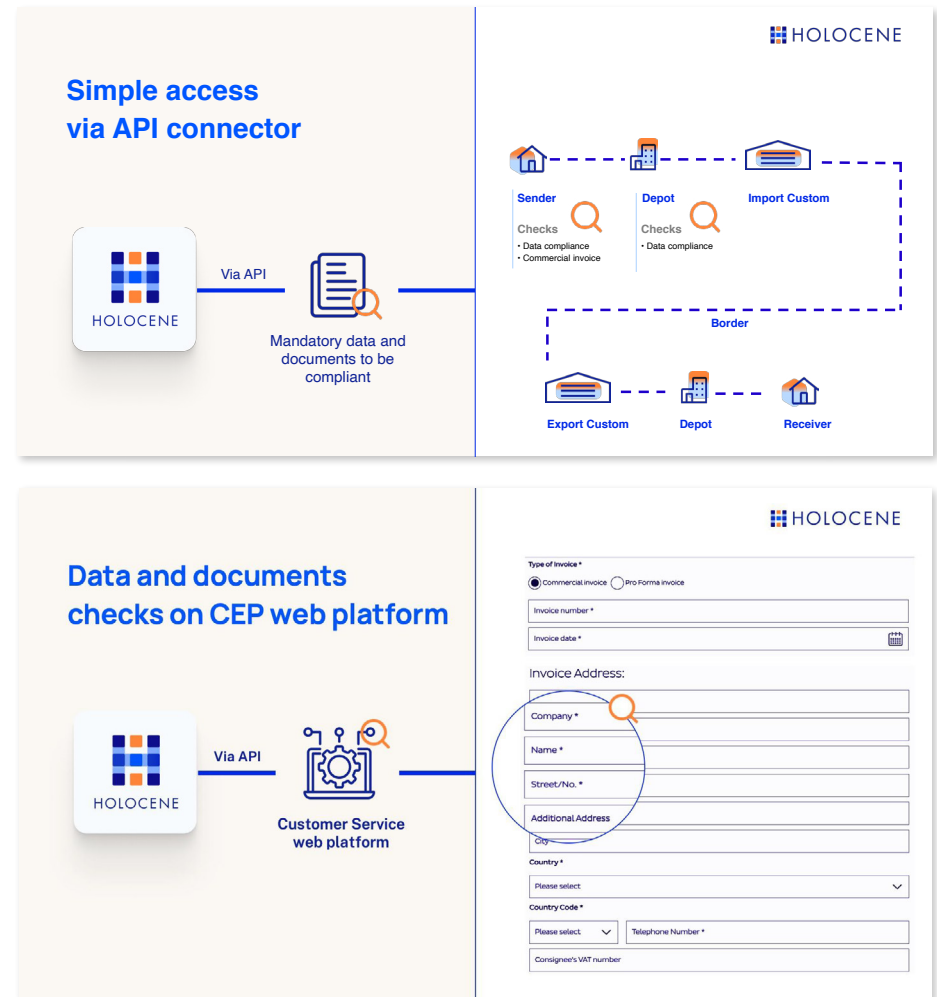 HOLOCENE
Simple access
via API connector
HOLOCENE
Via API
Mandatory data and
documents to be
compliant
Sender
Checks
• Data compliance
• Commercial invoice
Depot
Checks
• Data compliance
Import Custom
Border
Export Custom
Depot
Receiver
HOLOCENE
Data and documents
checks on CEP web platform
HOLOCENE
Via API
Customer Service
web platform
Type of Invoice *
Commercial invoice Pro Forma invoice
Invoice number *
Invoice date *
Invoice Address:
Company *
Name *
Street/No. *
Additional Address
City
Country *
Please select
Country Code *
Please select Telephone Number *
Consignee's VAT number